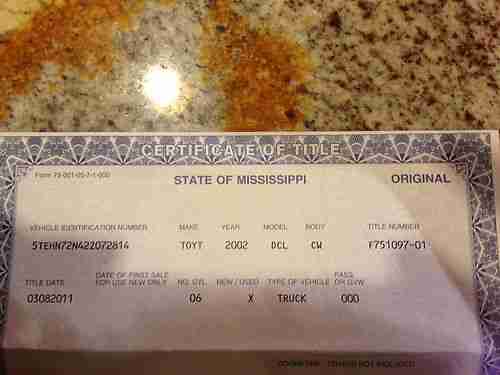 CERTIFICATE OF TITLE
Form 79-001-05-7-1-000
STATE OF MISSISSIPPI ORIGINAL
VEHICLE IDENTIFICATION NUMBER MAKE YEAR MODEL BODY TITLE NUMBER
5TEHN72N422072814 TOYT 2002 DCL CW F751097-01
TITLE DATE DATE OF FIRST SALE FOR USE NEW ONLY NO. CYL. NEW / USED TYPE OF VEHICLE PASS. OR GVW
03082011 06 X TRUCK 000
ODOMETER